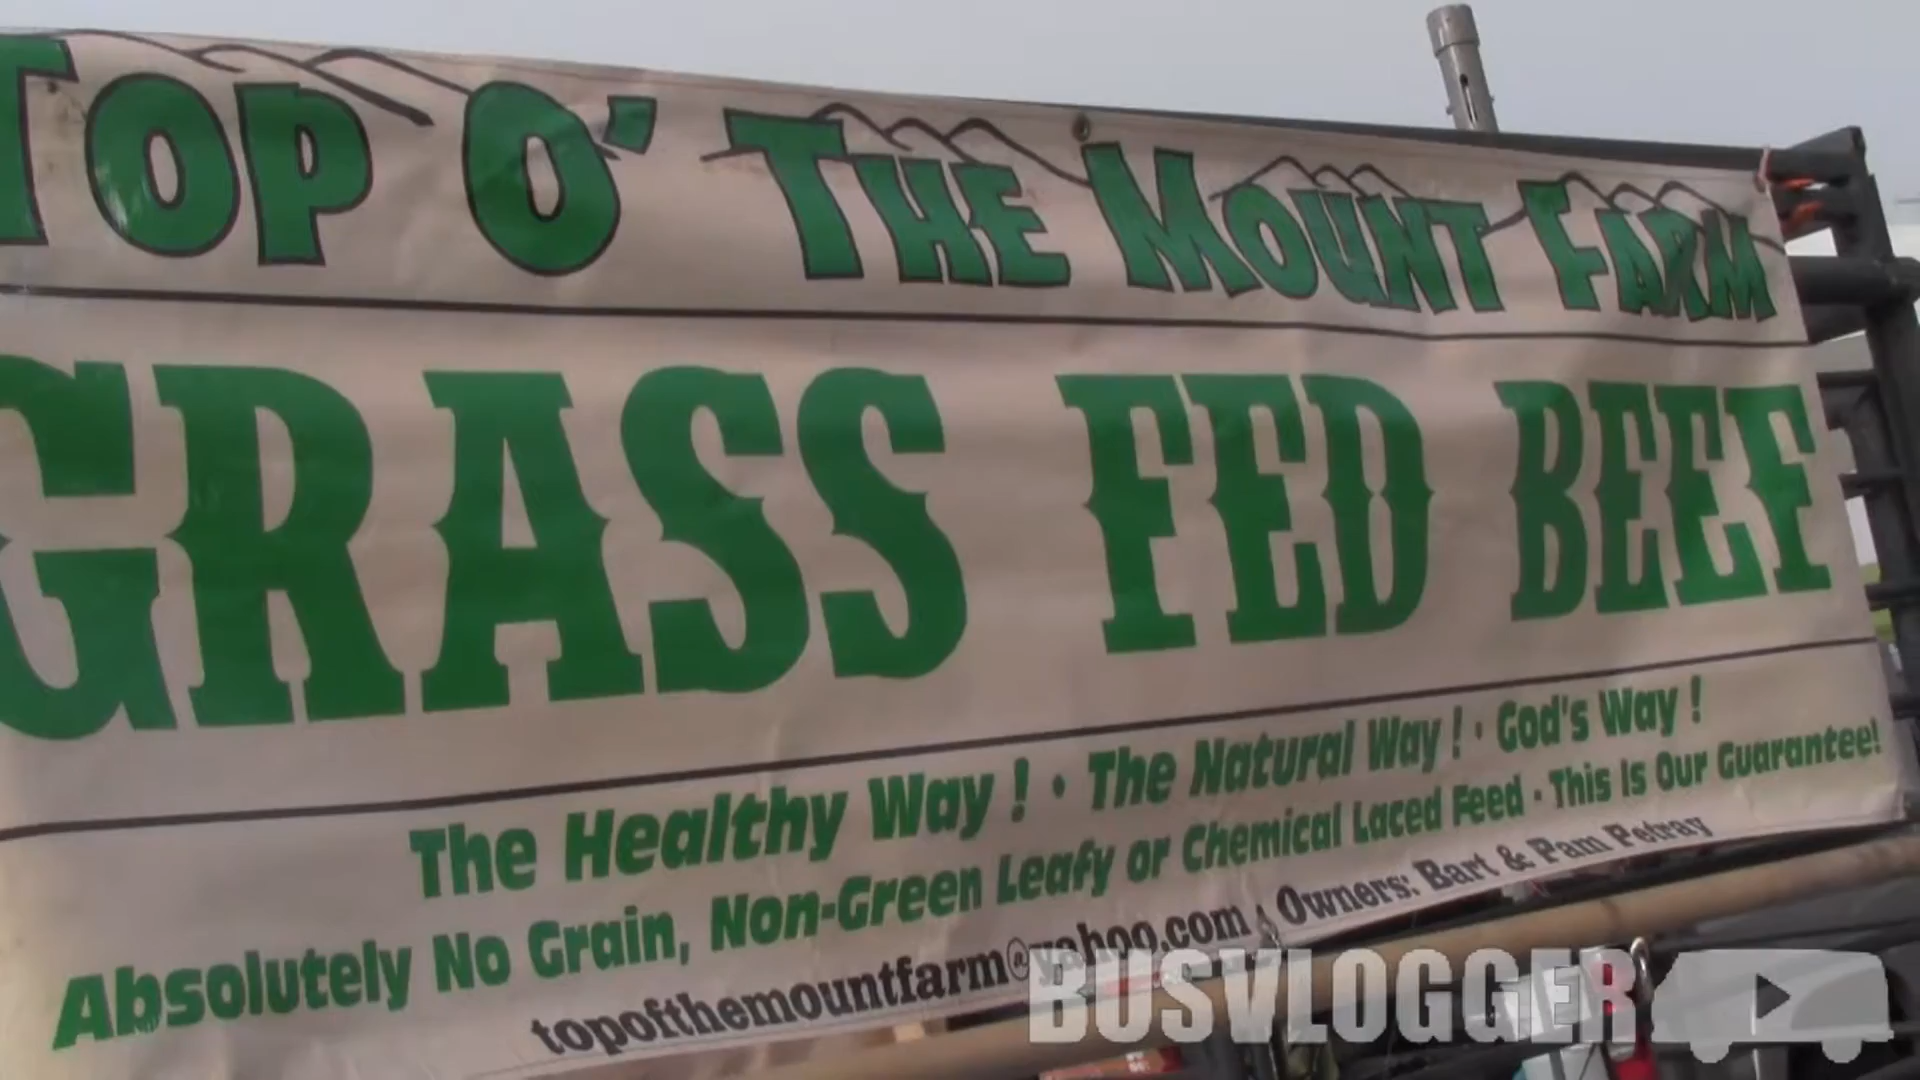 Top O' The Mount Farm
GRASS FED BEEF
The Healthy Way ! · The Natural Way ! · God's Way !
Absolutely No Grain, Non-Green Leafy or Chemical Laced Feed · This Is Our Guarantee!
topofthemountfarm@yahoo.com Owners: Bart & Pam Petray
BUSVLOGGER